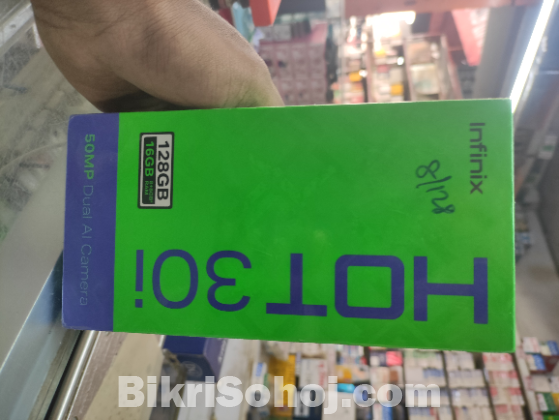 Infinix
8/128
HOT 30i
128GB
16GB
50MP Dual AI Camera
BikriSohoj.com